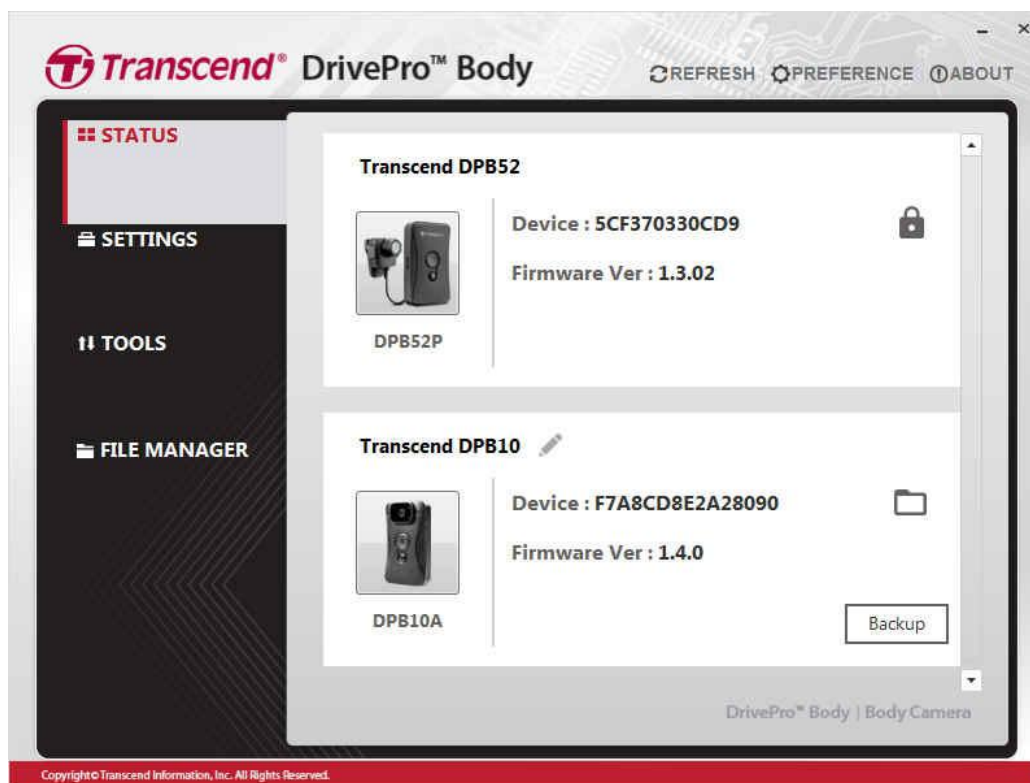 Transcend® DrivePro™ Body
REFRESH PREFERENCE ABOUT
STATUS
SETTINGS
TOOLS
FILE MANAGER
Transcend DPB52
Device : 5CF370330CD9
Firmware Ver : 1.3.02
DPB52P
Transcend DPB10
Device : F7A8CD8E2A28090
Firmware Ver : 1.4.0
DPB10A
Backup
DrivePro™ Body | Body Camera
Copyright©Transcend Information, Inc. All Rights Reserved.